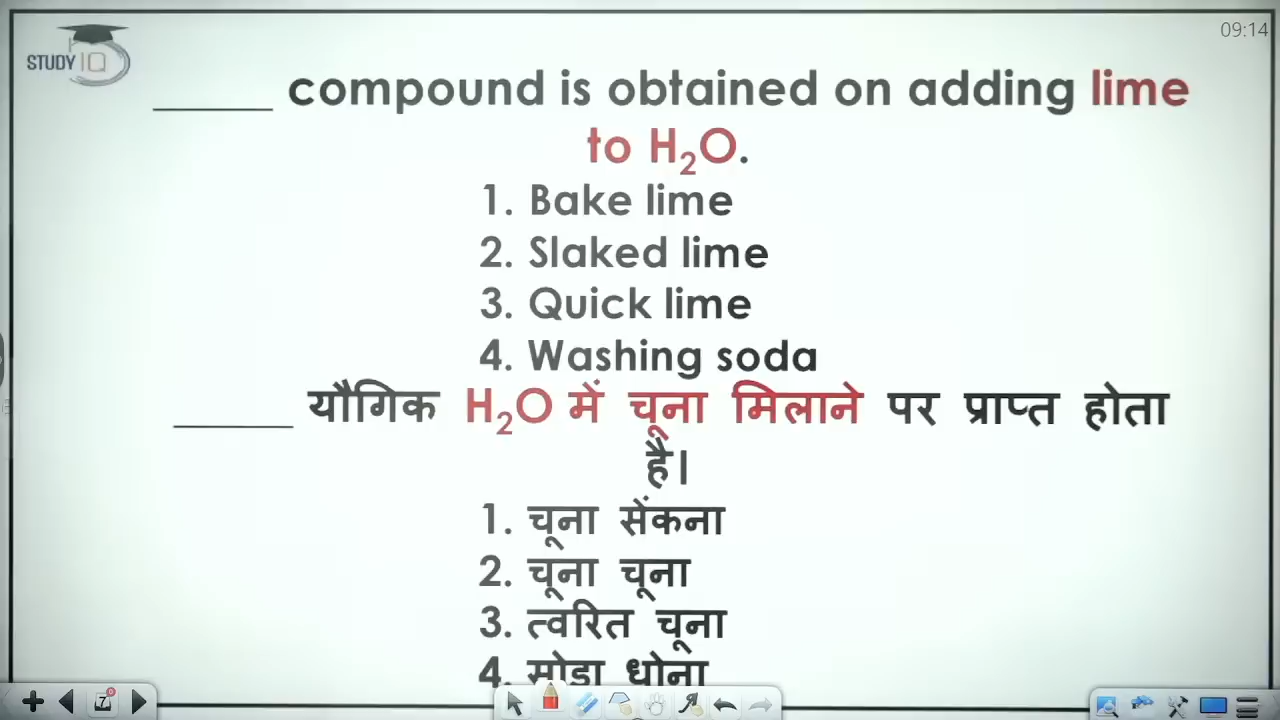 09:14
STUDY IQ
______ compound is obtained on adding lime
to H₂O.
1. Bake lime
2. Slaked lime
3. Quick lime
4. Washing soda
______ यौगिक H₂O में चूना मिलाने पर प्राप्त होता
है।
1. चूना सेंकना
2. चूना चूना
3. त्वरित चूना
4. सोडा धोना